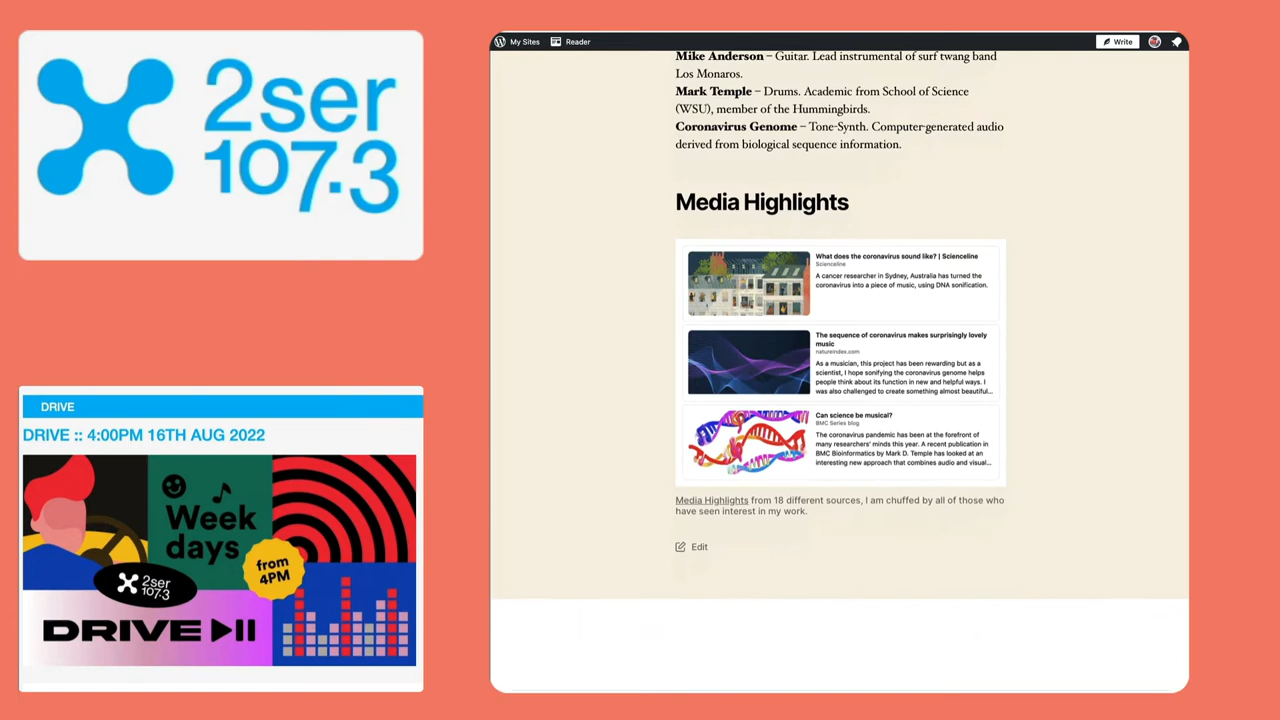 2ser
107.3
DRIVE
DRIVE :: 4:00PM 16TH AUG 2022
Week
days
from
4PM
2ser
107.3
DRIVE
My Sites
Reader
Write
Mike Anderson – Guitar. Lead instrumental of surf twang band
Los Monaros.
Mark Temple – Drums. Academic from School of Science
(WSU), member of the Hummingbirds.
Coronavirus Genome – Tone-Synth. Computer-generated audio
derived from biological sequence information.
Media Highlights
What does the coronavirus sound like? | Scienceline
Scienceline
A cancer researcher in Sydney, Australia has turned the
coronavirus into a piece of music, using DNA sonification.
The sequence of coronavirus makes surprisingly lovely
music
natureindex.com
As a musician, this project has been rewarding but as a
scientist, I hope sonifying the coronavirus genome helps
people think about its function in new and helpful ways. I
was also challenged to create something almost beautiful...
Can science be musical?
BMC Series blog
The coronavirus pandemic has been at the forefront of
many researchers' minds this year. A recent publication in
BMC Bioinformatics by Mark D. Temple has looked at an
interesting new approach that combines audio and visual...
Media Highlights from 18 different sources, I am chuffed by all of those who
have seen interest in my work.
Edit